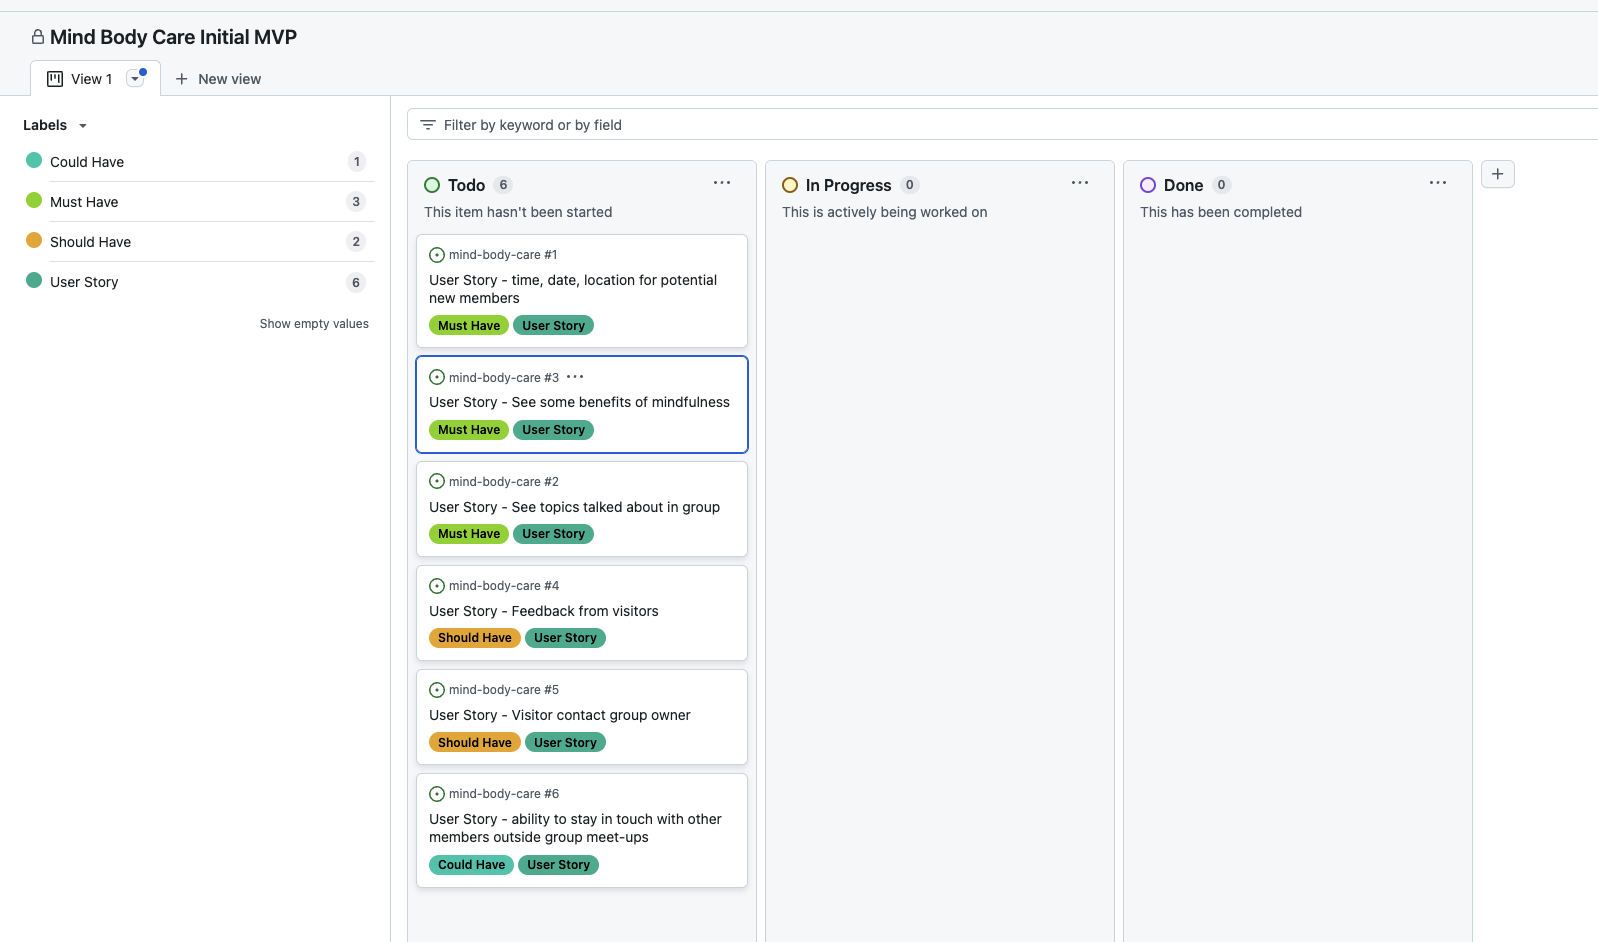 Mind Body Care Initial MVP
View 1
New view
Labels
Could Have 1
Must Have 3
Should Have 2
User Story 6
Show empty values
Filter by keyword or by field
Todo 6
This item hasn't been started
mind-body-care #1
User Story - time, date, location for potential
new members
Must Have User Story
mind-body-care #3
User Story - See some benefits of mindfulness
Must Have User Story
mind-body-care #2
User Story - See topics talked about in group
Must Have User Story
mind-body-care #4
User Story - Feedback from visitors
Should Have User Story
mind-body-care #5
User Story - Visitor contact group owner
Should Have User Story
mind-body-care #6
User Story - ability to stay in touch with other
members outside group meet-ups
Could Have User Story
In Progress 0
This is actively being worked on
Done 0
This has been completed